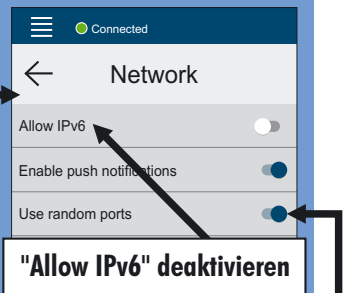 Connected
Network
Allow IPv6
Enable push notifications
Use random ports
"Allow IPv6" deaktivieren